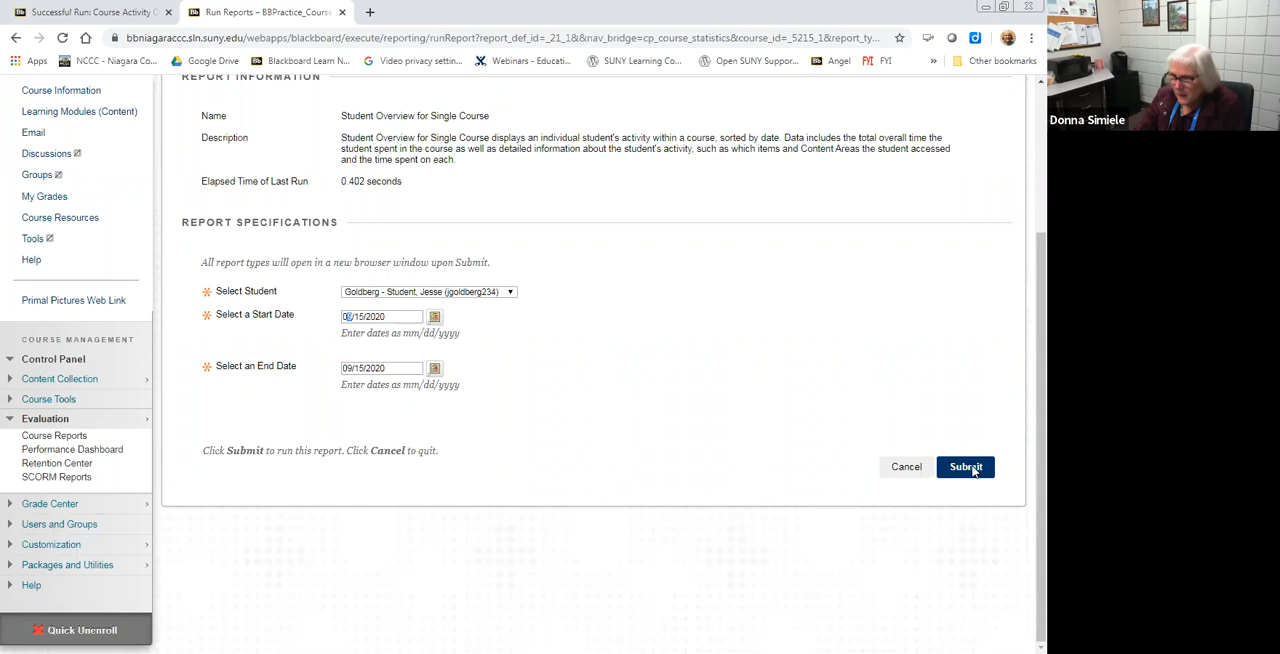 Successful Run: Course Activity C
Run Reports – BBPractice_Course
bbniagaraccc.sln.suny.edu/webapps/blackboard/execute/reporting/runReport?report_def_id=_21_1&&nav_bridge=cp_course_statistics&course_id=_5215_1&report_ty...
Apps
NCCC - Niagara Co...
Google Drive
Blackboard Learn N...
Video privacy settin...
Webinars - Educati...
SUNY Learning Co...
Open SUNY Suppor...
Angel
FYI
FYI
»
Other bookmarks
Course Information
Learning Modules (Content)
Email
Discussions
Groups
My Grades
Course Resources
Tools
Help
Primal Pictures Web Link
COURSE MANAGEMENT
Control Panel
Content Collection
Course Tools
Evaluation
Course Reports
Performance Dashboard
Retention Center
SCORM Reports
Grade Center
Users and Groups
Customization
Packages and Utilities
Help
Quick Unenroll
REPORT INFORMATION
Name
Student Overview for Single Course
Description
Student Overview for Single Course displays an individual student's activity within a course, sorted by date. Data includes the total overall time the
student spent in the course as well as detailed information about the student's activity, such as which items and Content Areas the student accessed
and the time spent on each.
Elapsed Time of Last Run
0.402 seconds
REPORT SPECIFICATIONS
All report types will open in a new browser window upon Submit.
Select Student
Goldberg - Student, Jesse (jgoldberg234)
Select a Start Date
Enter dates as mm/dd/yyyy
Select an End Date
09/15/2020
Enter dates as mm/dd/yyyy
Click Submit to run this report. Click Cancel to quit.
Cancel
Submit
Donna Simiele